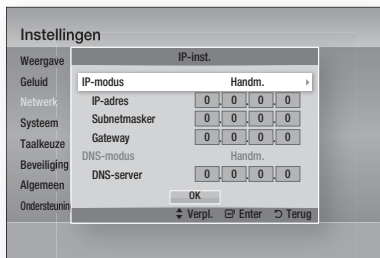 Instellingen
Weergave
Geluid
Netwerk
Systeem
Taalkeuze
Beveiliging
Algemeen
Ondersteunin
IP-inst.
IP-modus Handm.
IP-adres 0 . 0 . 0 . 0
Subnetmasker 0 . 0 . 0 . 0
Gateway 0 . 0 . 0 . 0
DNS-modus Handm.
DNS-server 0 . 0 . 0 . 0
OK
Verpl. Enter Terug